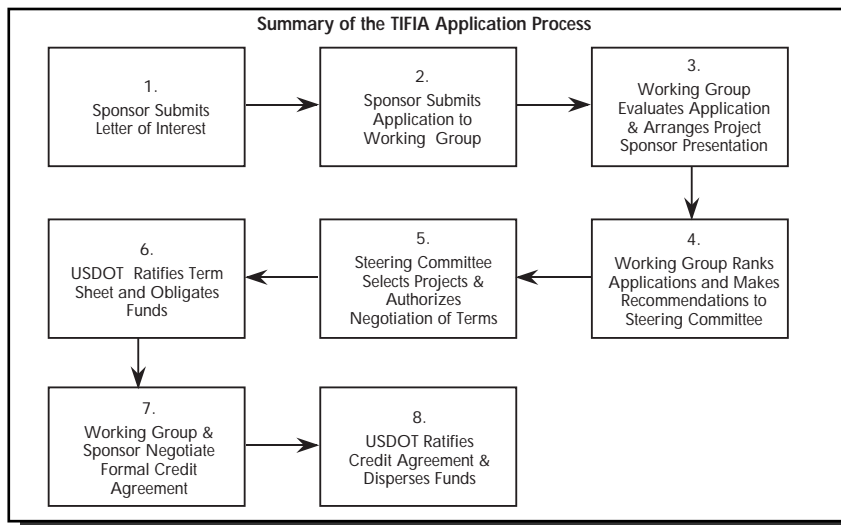 Summary of the TIFIA Application Process
1.
Sponsor Submits
Letter of Interest
2.
Sponsor Submits
Application to
Working Group
3.
Working Group
Evaluates Application
& Arranges Project
Sponsor Presentation
4.
Working Group Ranks
Applications and Makes
Recommendations to
Steering Committee
5.
Steering Committee
Selects Projects &
Authorizes
Negotiation of Terms
6.
USDOT Ratifies Term
Sheet and Obligates
Funds
7.
Working Group &
Sponsor Negotiate
Formal Credit
Agreement
8.
USDOT Ratifies
Credit Agreement &
Disperses Funds